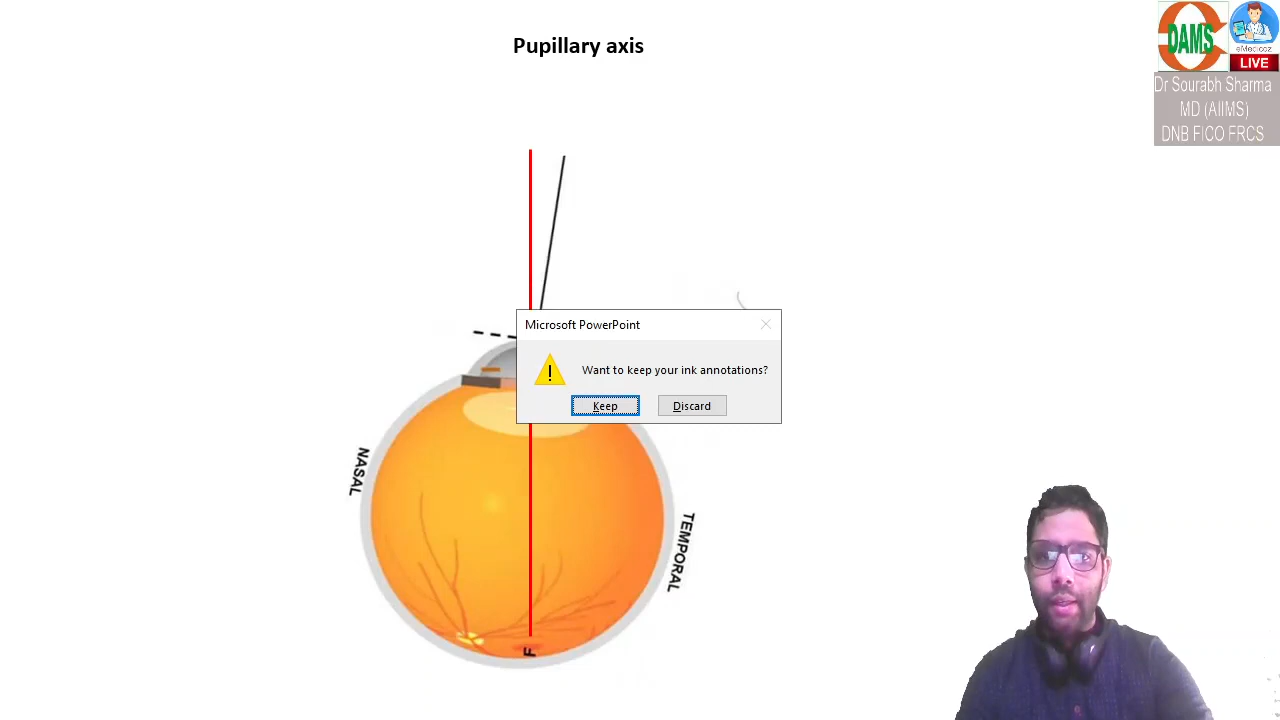 Pupillary axis
DAMS
eMedicoz
LIVE
Dr Sourabh Sharma
MD (AIIMS)
DNB FICO FRCS
Microsoft PowerPoint
Want to keep your ink annotations?
Keep
Discard
NASAL
TEMPORAL
F